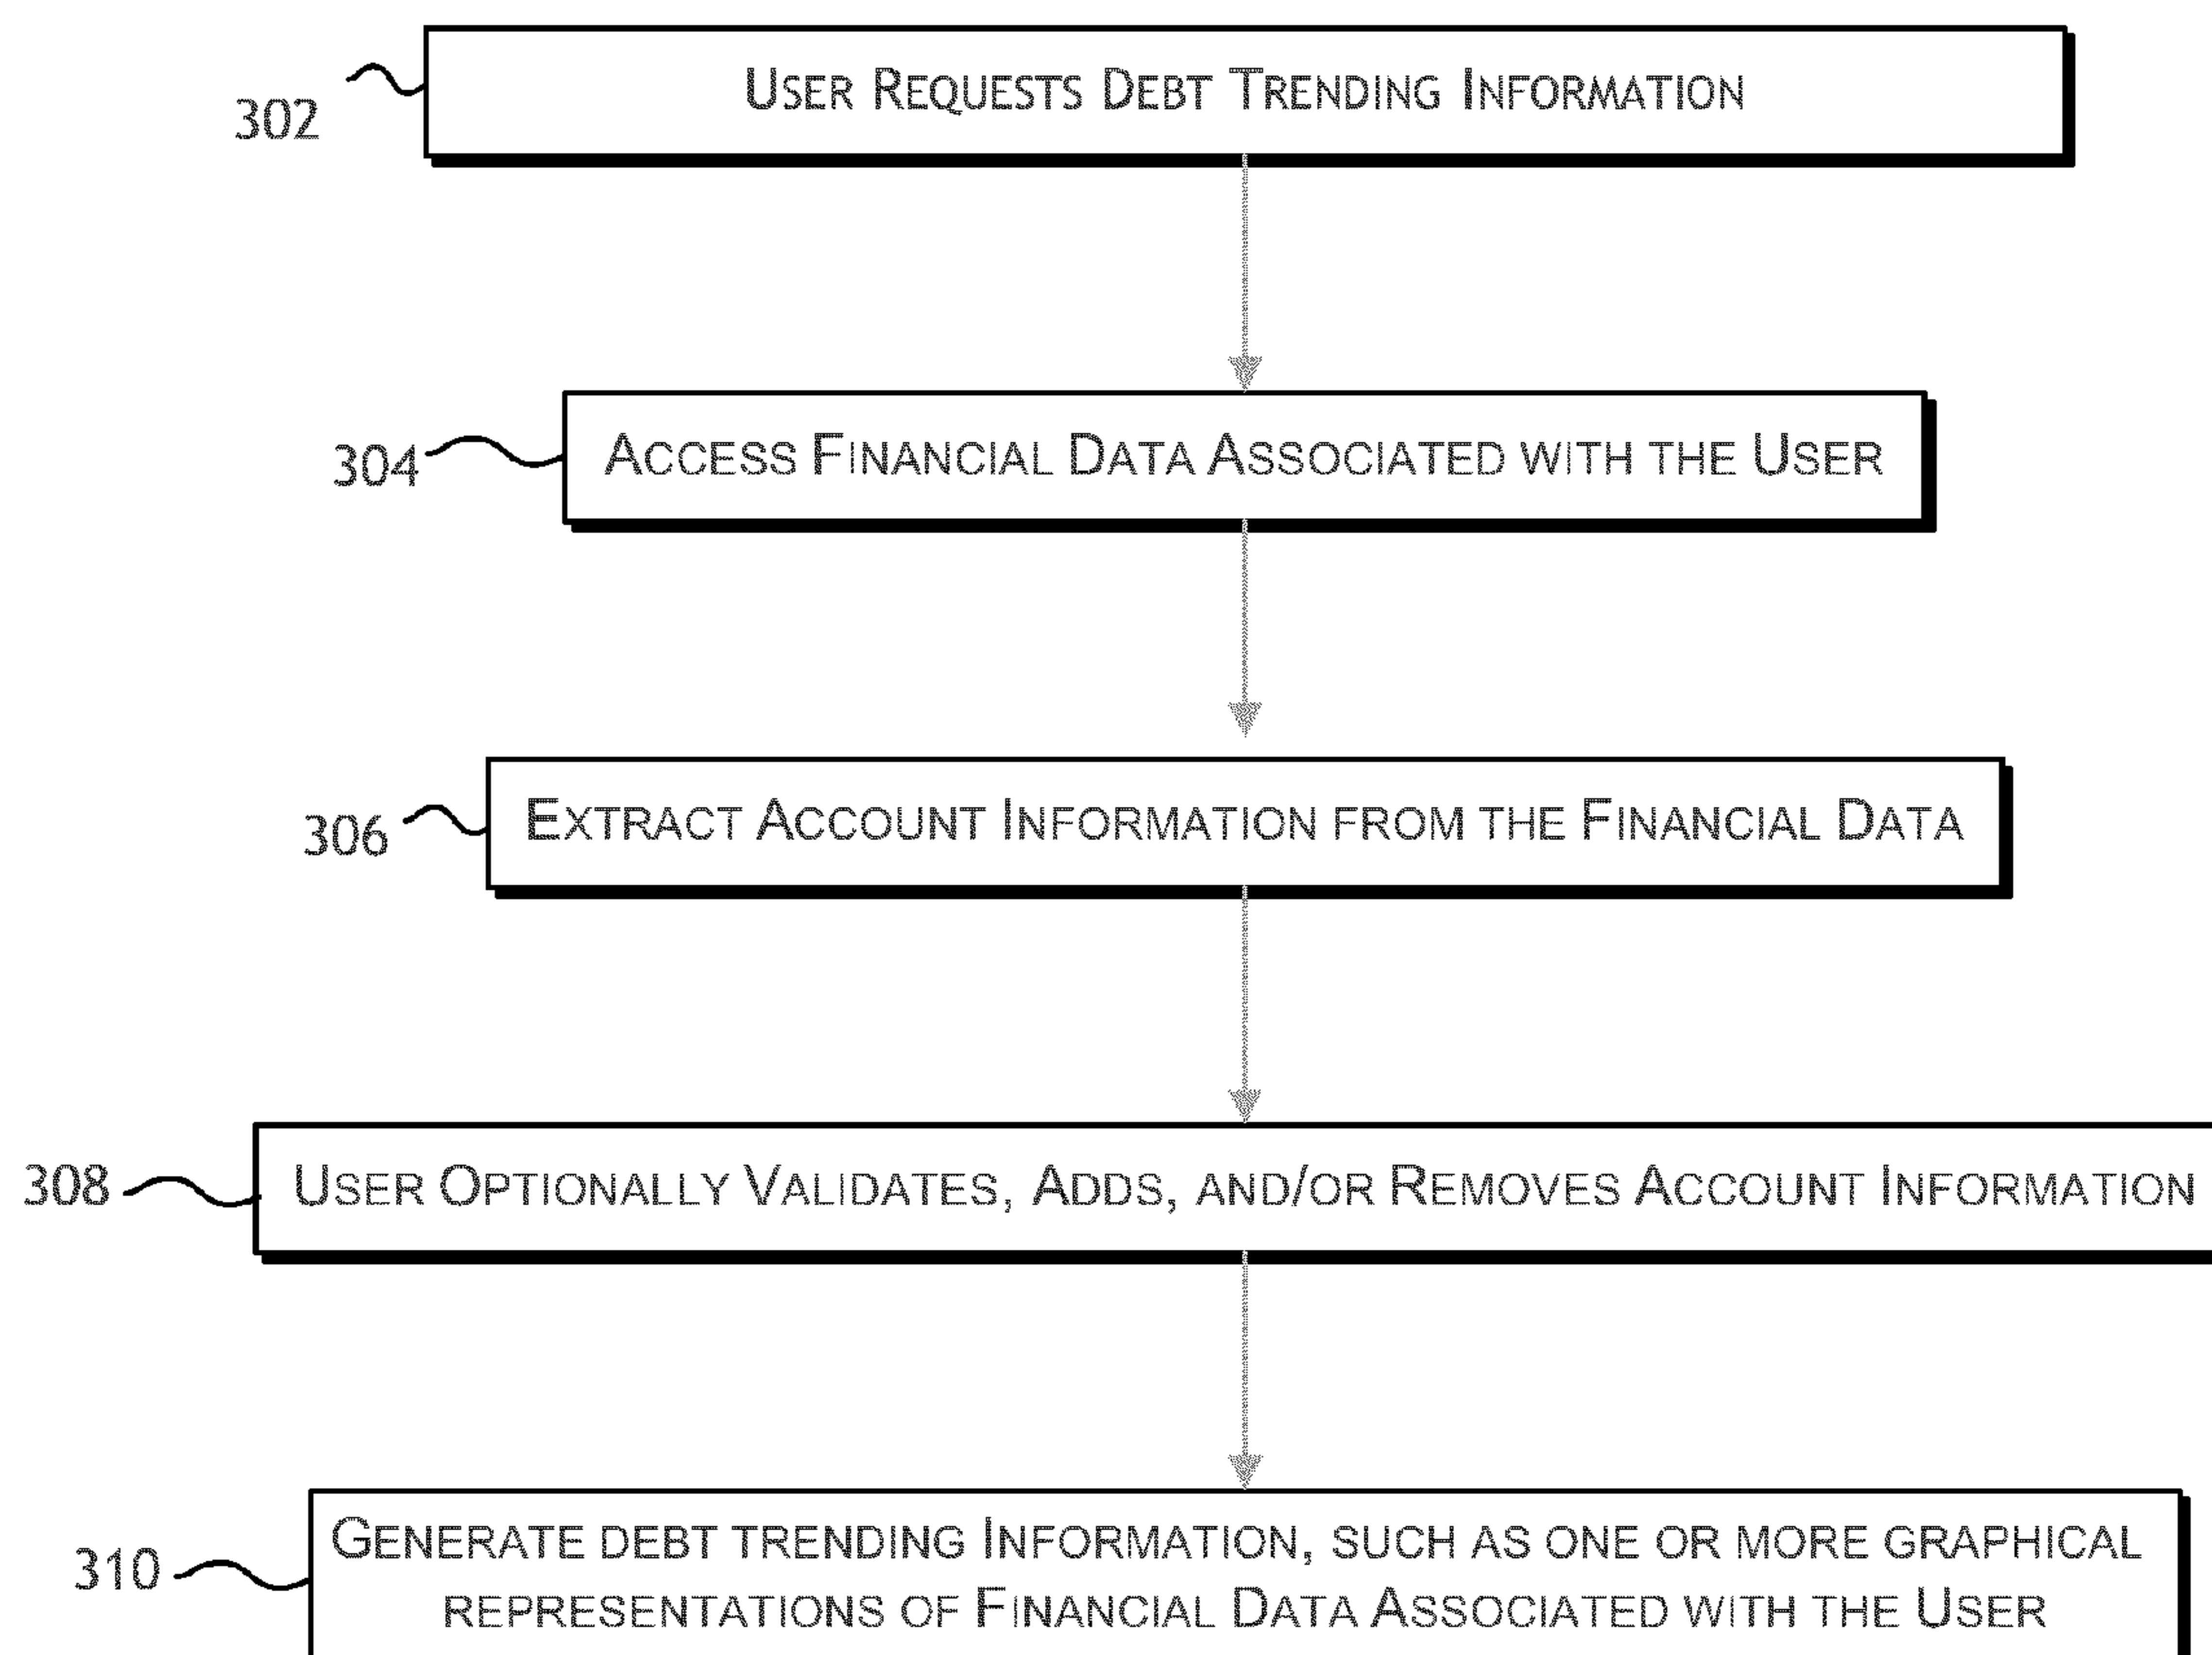 302
USER REQUESTS DEBT TRENDING INFORMATION
304
ACCESS FINANCIAL DATA ASSOCIATED WITH THE USER
306
EXTRACT ACCOUNT INFORMATION FROM THE FINANCIAL DATA
308
USER OPTIONALLY VALIDATES, ADDS, AND/OR REMOVES ACCOUNT INFORMATION
310
GENERATE DEBT TRENDING INFORMATION, SUCH AS ONE OR MORE GRAPHICAL
REPRESENTATIONS OF FINANCIAL DATA ASSOCIATED WITH THE USER